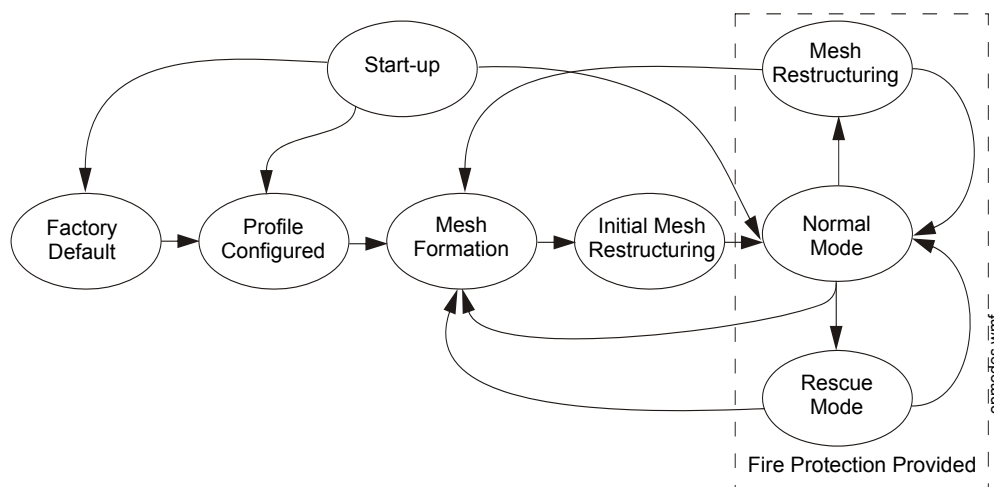 Start-up
Mesh
Restructuring
Factory
Default
Profile
Configured
Mesh
Formation
Initial Mesh
Restructuring
Normal
Mode
Rescue
Mode
Fire Protection Provided